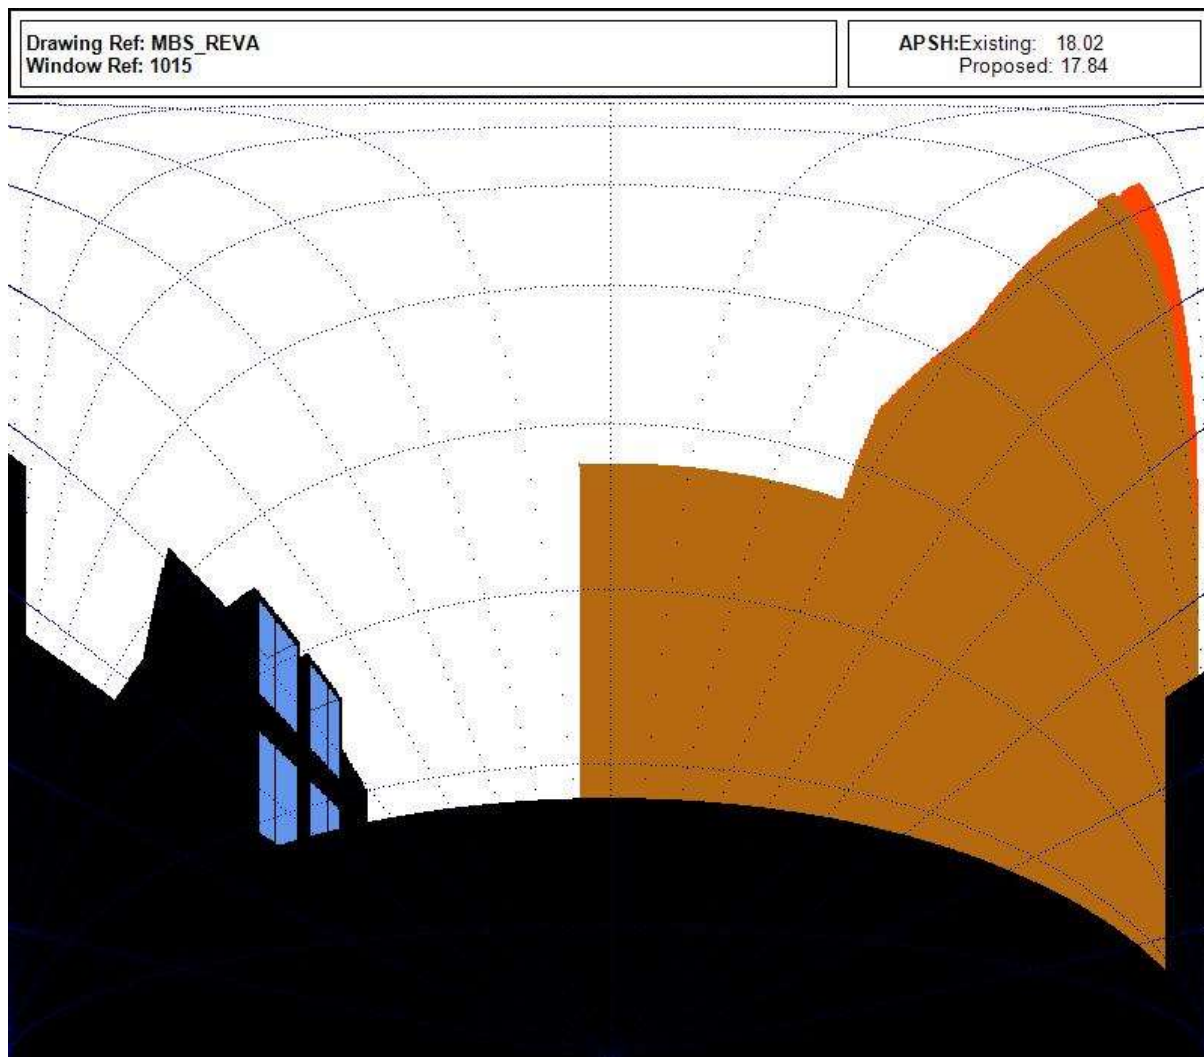 Drawing Ref: MBS_REVA
Window Ref: 1015
APSH:Existing: 18.02
Proposed: 17.84